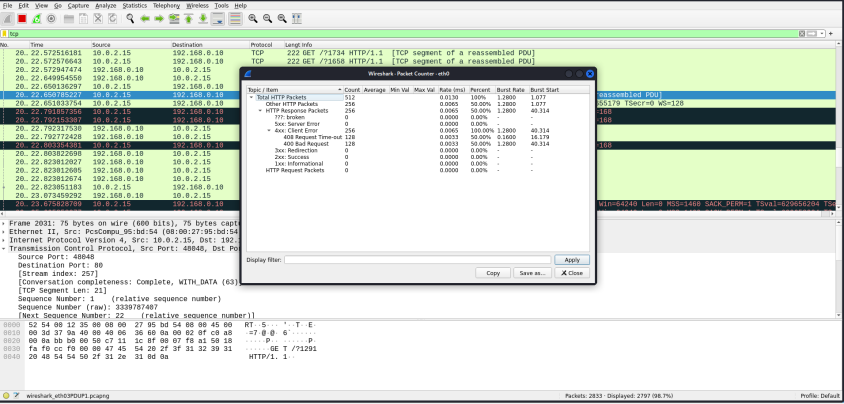 File Edit View Go Capture Analyze Statistics Telephony Wireless Tools Help
tcp
No. Time Source Destination Protocol Lengt Info
20… 22.572516181 10.0.2.15 192.168.0.10 TCP 222 GET /?1734 HTTP/1.1 [TCP segment of a reassembled PDU]
20… 22.572576643 10.0.2.15 192.168.0.10 TCP 222 GET /?1658 HTTP/1.1 [TCP segment of a reassembled PDU]
20… 22.572947474 10.0.2.15 192.168.0.10
20… 22.649954550 10.0.2.15 192.168.0.10
20… 22.650136297 10.0.2.15 192.168.0.10
20… 22.650785227 10.0.2.15 192.168.0.10 reassembled PDU]
20… 22.651033754 10.0.2.15 192.168.0.10 655179 TSecr=0 WS=128
20… 22.791857356 10.0.2.15 192.168.0.10 =168
20… 22.792153307 10.0.2.15 192.168.0.10
20… 22.792317530 10.0.2.15 192.168.0.10
20… 22.792772428 10.0.2.15 192.168.0.10
20… 22.803354381 10.0.2.15 192.168.0.10 =168
20… 22.803822698 10.0.2.15 192.168.0.10
20… 22.823012027 10.0.2.15 192.168.0.10
20… 22.823012605 10.0.2.15 192.168.0.10
20… 22.823012674 10.0.2.15 192.168.0.10
20… 22.823051183 10.0.2.15 192.168.0.10
20… 23.073459292 10.0.2.15 192.168.0.10
20… 23.675828709 10.0.2.15 192.168.0.10 Win=64240 Len=0 MSS=1460 SACK_PERM=1 TSval=629656204 TSe
Wireshark · Packet Counter · eth0
Topic / Item Count Average Min Val Max Val Rate (ms) Percent Burst Rate Burst Start
Total HTTP Packets 512 0.0130 100% 1.2800 1.077
Other HTTP Packets 256 0.0065 50.00% 1.2800 1.077
HTTP Response Packets 256 0.0065 50.00% 1.2800 40.314
???: broken 0 0.0000 0.00% - -
5xx: Server Error 0 0.0000 0.00% - -
4xx: Client Error 256 0.0065 100.00% 1.2800 40.314
408 Request Time-out 128 0.0033 50.00% 0.1600 16.179
400 Bad Request 128 0.0033 50.00% 1.2800 40.314
3xx: Redirection 0 0.0000 0.00% - -
2xx: Success 0 0.0000 0.00% - -
1xx: Informational 0 0.0000 0.00% - -
HTTP Request Packets 0 0.0000 0.00% - -
Display filter: Apply
Copy Save as… Close
Frame 2031: 75 bytes on wire (600 bits), 75 bytes capt
Ethernet II, Src: PcsCompu_95:bd:54 (08:00:27:95:bd:54
Internet Protocol Version 4, Src: 10.0.2.15, Dst: 192.
Transmission Control Protocol, Src Port: 48048, Dst Po
Source Port: 48048
Destination Port: 80
[Stream index: 257]
[Conversation completeness: Complete, WITH_DATA (63)
[TCP Segment Len: 21]
Sequence Number: 1 (relative sequence number)
Sequence Number (raw): 3339787407
[Next Sequence Number: 22 (relative sequence number)]
0000 52 54 00 12 35 00 08 00 27 95 bd 54 08 00 45 00 RT··5··· '··T··E·
0010 00 3d 37 9a 40 00 40 06 36 60 0a 00 02 0f c0 a8 ·=7·@·@· 6`······
0020 00 0a bb b0 00 50 c7 11 1c 8f 00 07 f8 a1 50 18 ·····P·· ······P·
0030 fa f0 cc f0 00 00 47 45 54 20 2f 3f 31 32 39 31 ······GE T /?1291
0040 20 48 54 54 50 2f 31 2e 31 0d 0a HTTP/1. 1··
wireshark_eth03PDUP1.pcapng Packets: 2833 · Displayed: 2797 (98.7%) Profile: Default